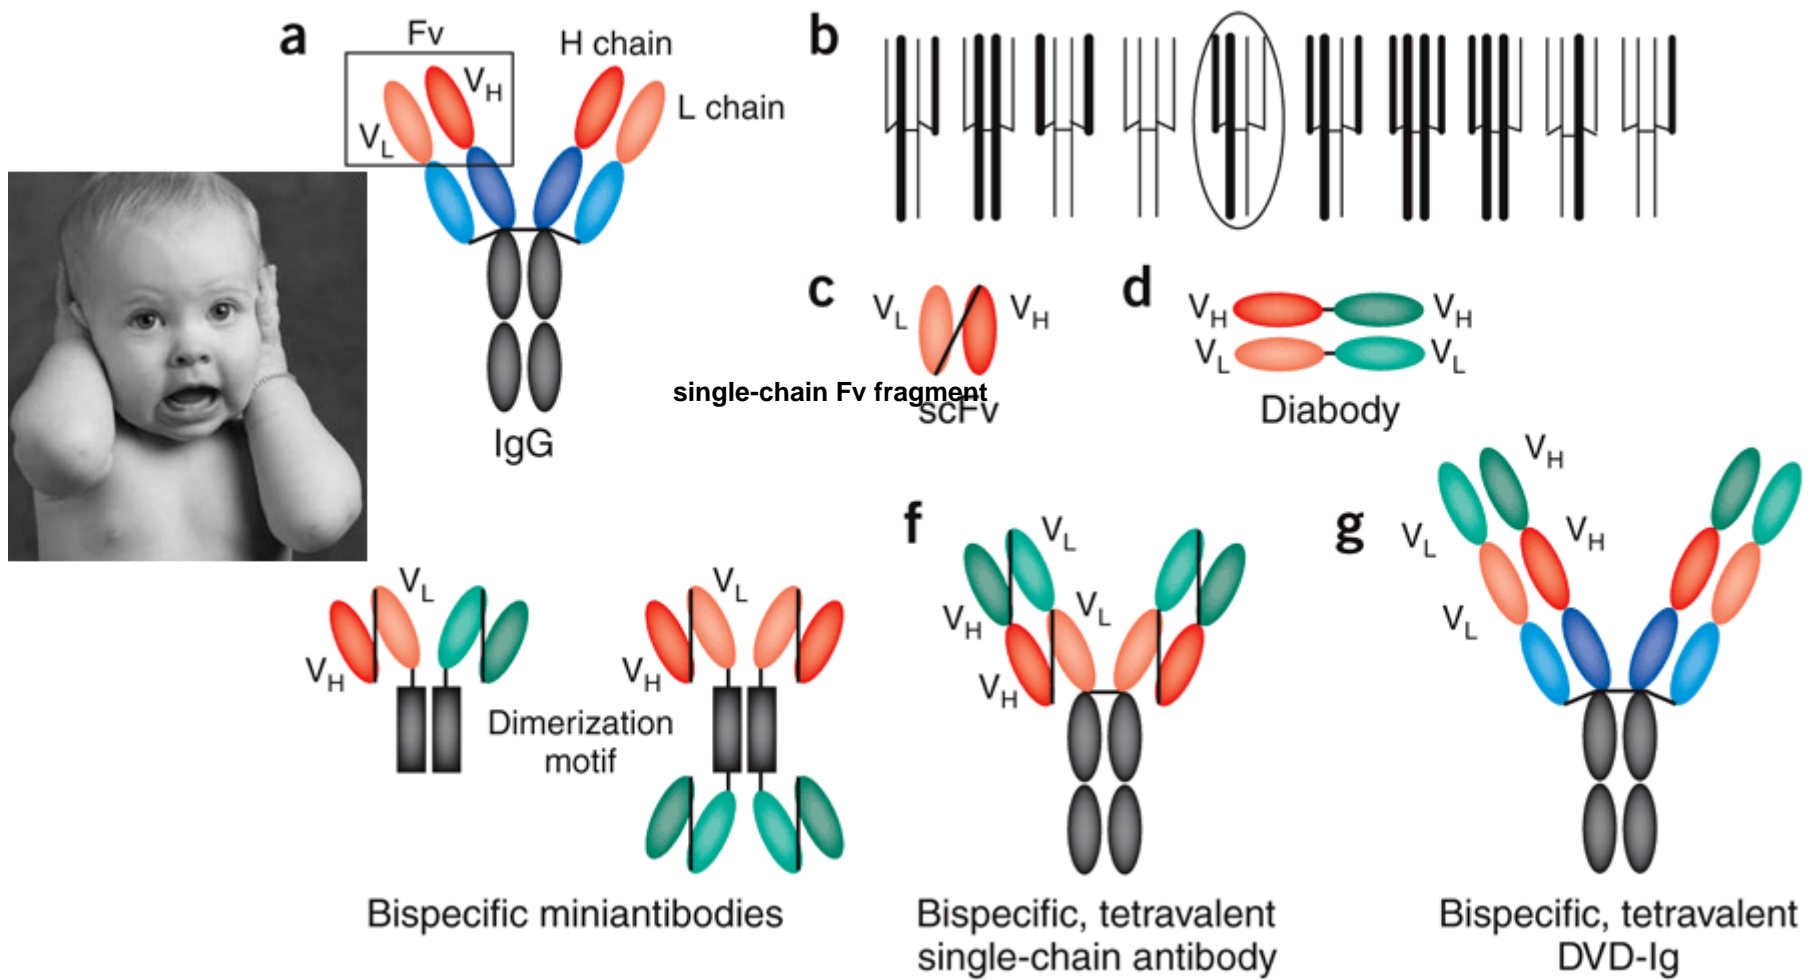 a
Fv
H chain
VH
L chain
VL
IgG
b
c
VL
VH
single-chain Fv fragment
scFv
d
VH
VH
VL
VL
Diabody
VL
VH
VL
VH
Dimerization
motif
Bispecific miniantibodies
f
VL
VH
VL
VH
Bispecific, tetravalent
single-chain antibody
g
VH
VL
VH
VL
Bispecific, tetravalent
DVD-Ig